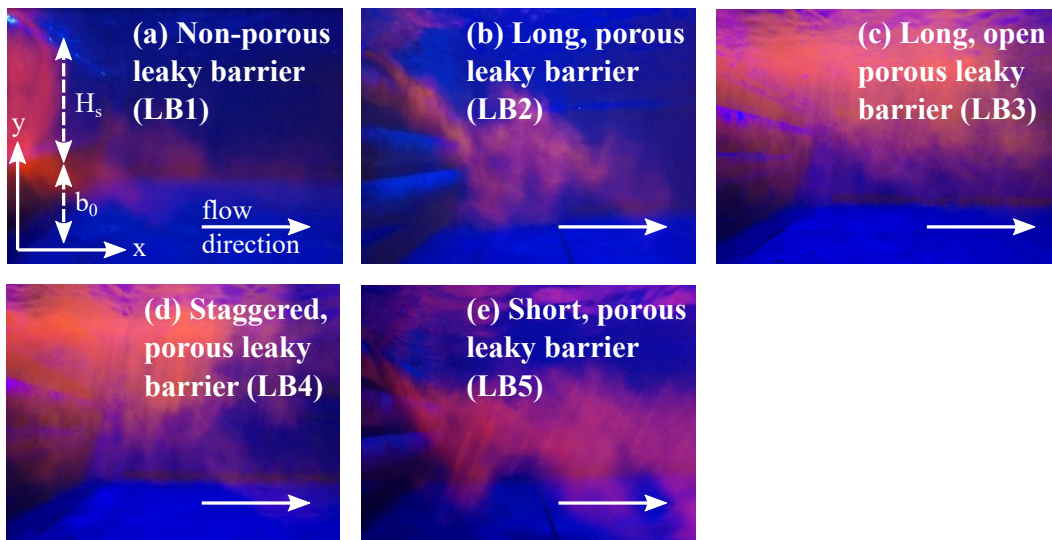 (a) Non-porous
leaky barrier
(LB1)
Hs
y
b0
x
flow
direction
(b) Long, porous
leaky barrier
(LB2)
(c) Long, open
porous leaky
barrier (LB3)
(d) Staggered,
porous leaky
barrier (LB4)
(e) Short, porous
leaky barrier
(LB5)